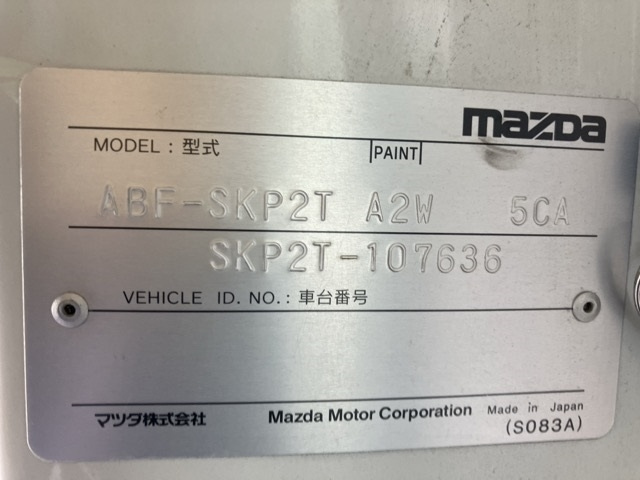 mazda
MODEL : 型式 PAINT
ABF-SKP2T A2W 5CA
SKP2T-107636
VEHICLE ID. NO. : 車台番号
マツダ株式会社 Mazda Motor Corporation Made in Japan
(S083A)